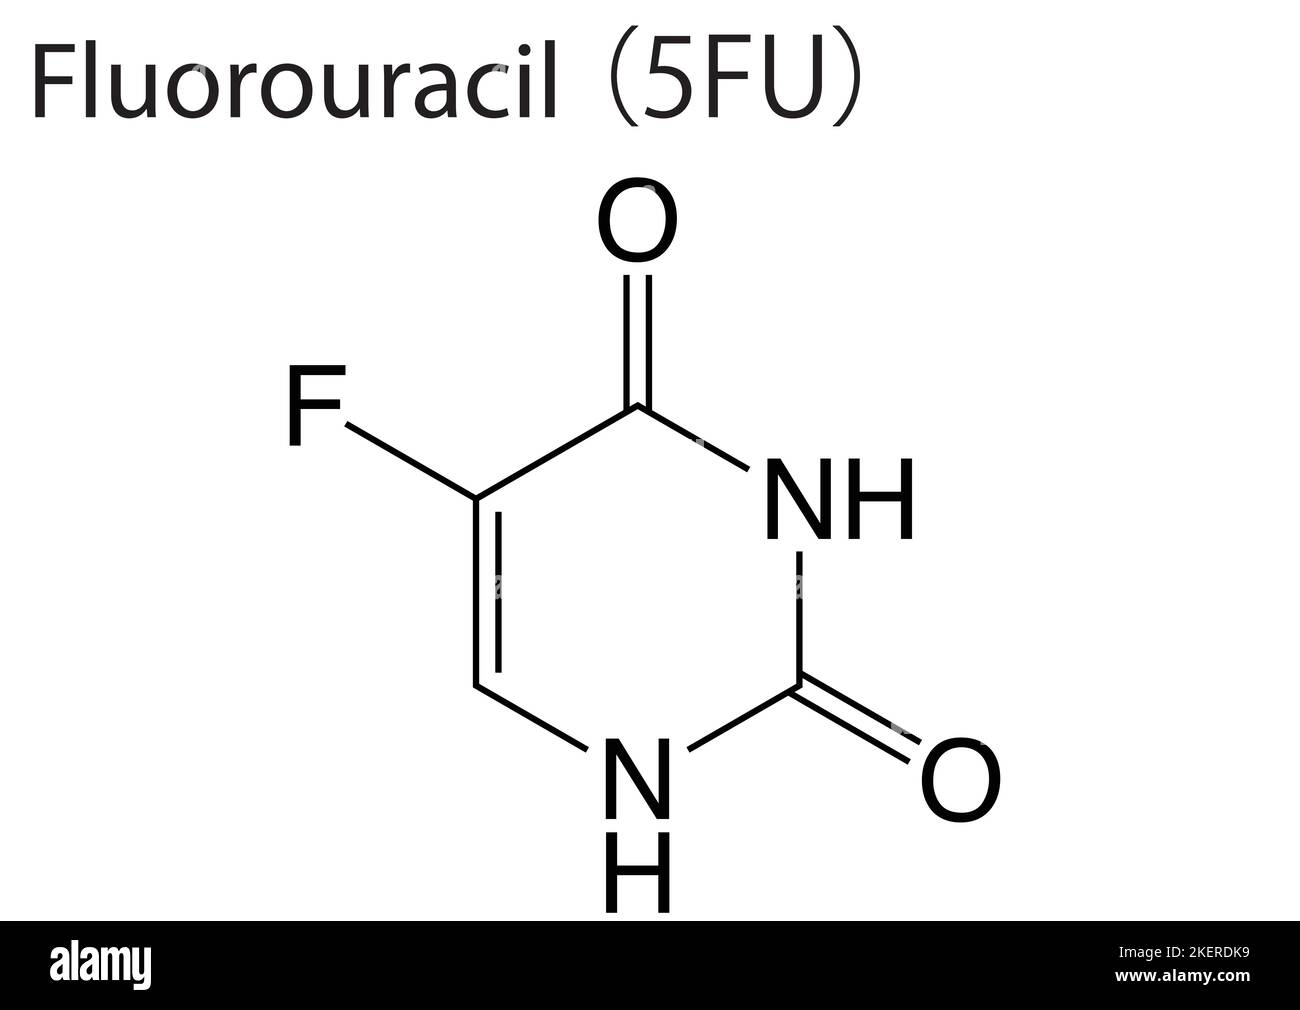 Fluorouracil (5FU)
O
F
NH
N
H
O
alamy
Image ID: 2KERDK9
www.alamy.com